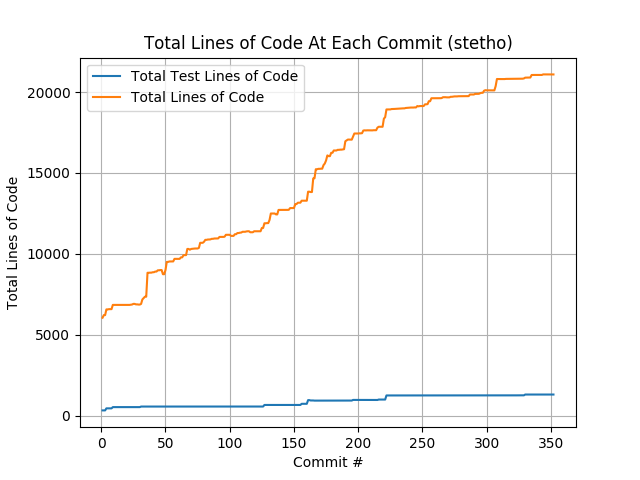 Total Lines of Code At Each Commit (stetho)
Total Test Lines of Code
Total Lines of Code
Total Lines of Code
20000
15000
10000
5000
0
0 50 100 150 200 250 300 350
Commit #